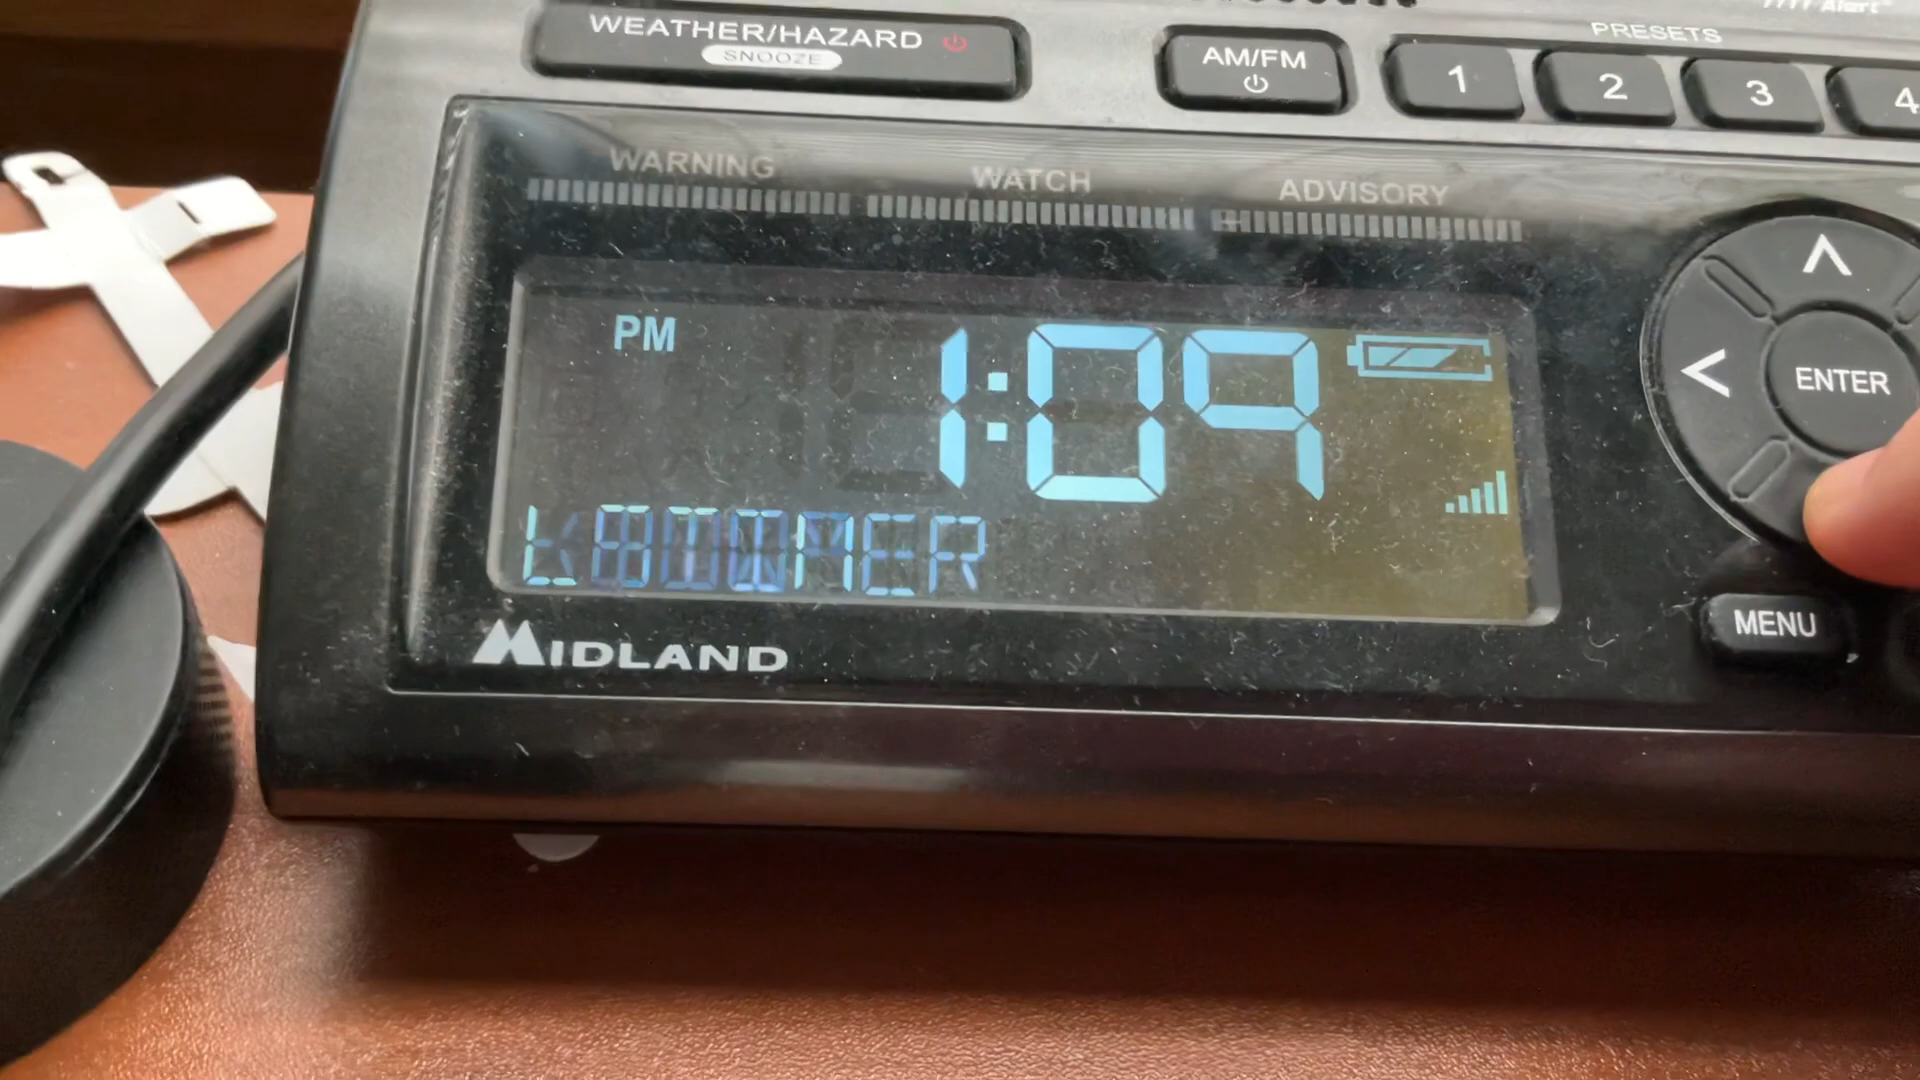 WEATHER/HAZARD
SNOOZE
AM/FM
PRESETS
1
2
3
4
Alert
WARNING
WATCH
ADVISORY
PM
1:09
ENTER
MENU
MIDLAND